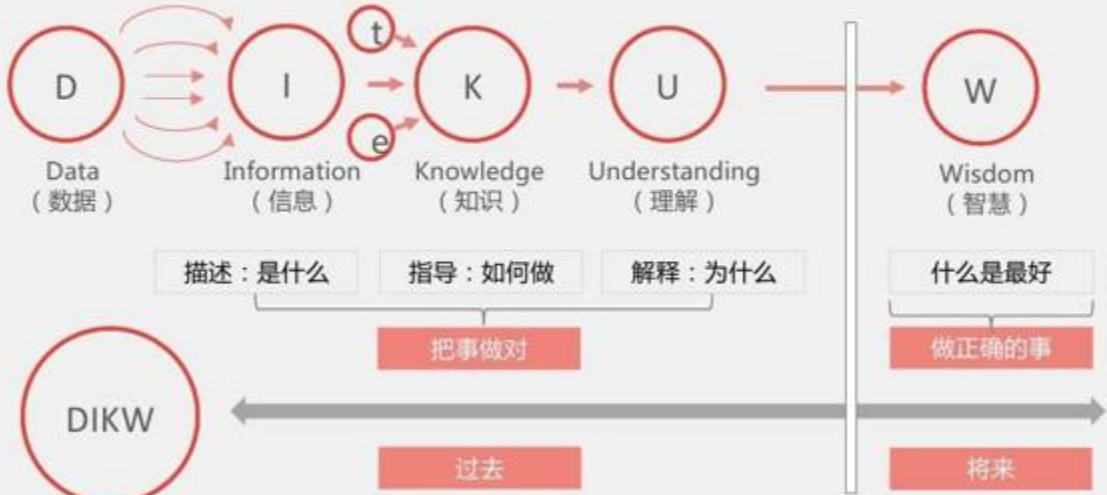 D
I
t
e
K
U
W
Data
（数据）
Information
（信息）
Knowledge
（知识）
Understanding
（理解）
Wisdom
（智慧）
描述：是什么
指导：如何做
解释：为什么
什么是最好
把事做对
做正确的事
DIKW
过去
将来